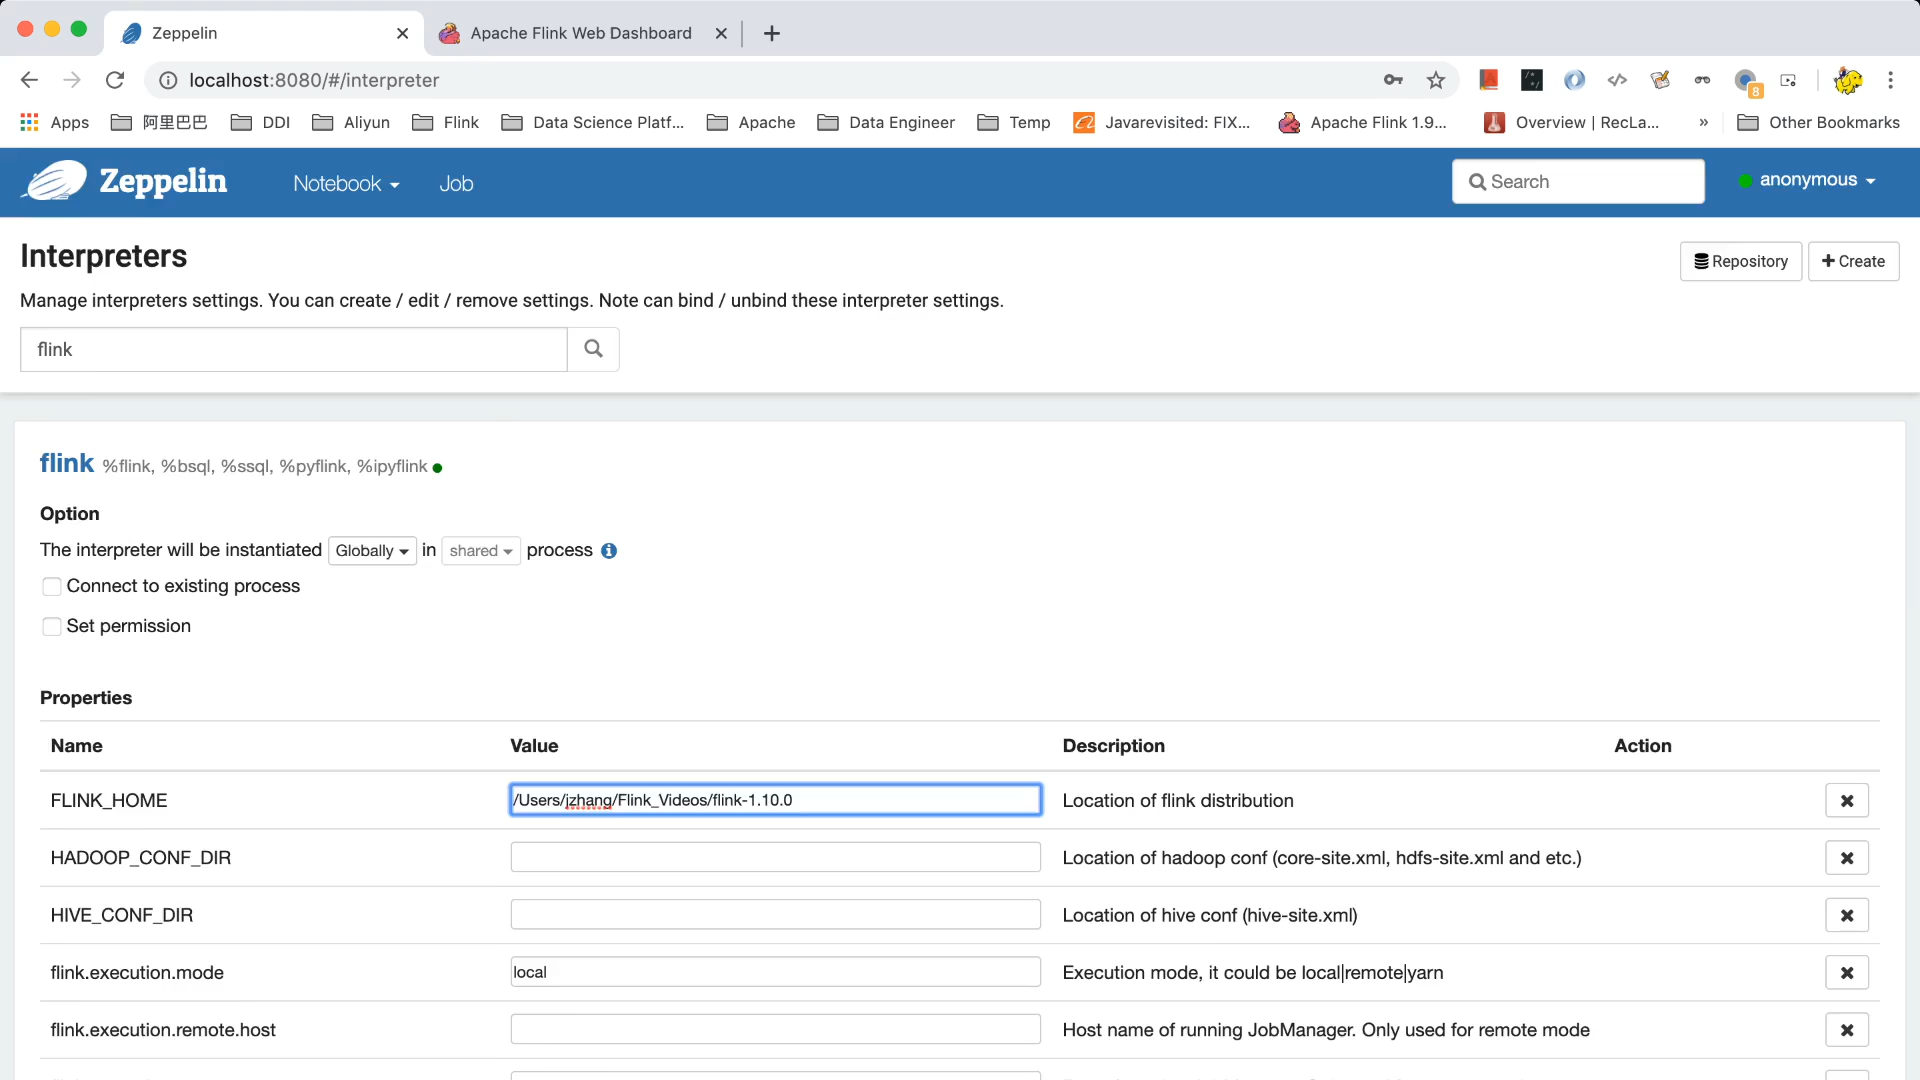 Zeppelin
Apache Flink Web Dashboard
localhost:8080/#/interpreter
8
Apps
阿里巴巴
DDI
Aliyun
Flink
Data Science Platf...
Apache
Data Engineer
Temp
Javarevisited: FIX...
Apache Flink 1.9...
Overview | RecLa...
»
Other Bookmarks
Zeppelin
Notebook
Job
Search
anonymous
Interpreters
Repository
Create
Manage interpreters settings. You can create / edit / remove settings. Note can bind / unbind these interpreter settings.
flink
flink %flink, %bsql, %ssql, %pyflink, %ipyflink
Option
The interpreter will be instantiated Globally in shared process
Connect to existing process
Set permission
Properties
Name Value Description Action
FLINK_HOME /Users/jzhang/Flink_Videos/flink-1.10.0 Location of flink distribution
HADOOP_CONF_DIR Location of hadoop conf (core-site.xml, hdfs-site.xml and etc.)
HIVE_CONF_DIR Location of hive conf (hive-site.xml)
flink.execution.mode local Execution mode, it could be local|remote|yarn
flink.execution.remote.host Host name of running JobManager. Only used for remote mode